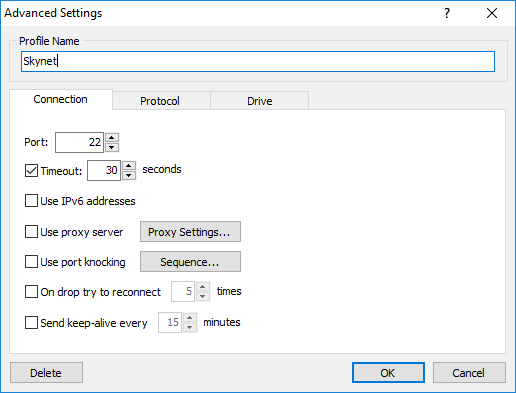 Advanced Settings ?
Profile Name
Skynet
Connection Protocol Drive
Port: 22
Timeout: 30 seconds
Use IPv6 addresses
Use proxy server Proxy Settings...
Use port knocking Sequence...
On drop try to reconnect 5 times
Send keep-alive every 15 minutes
Delete OK Cancel